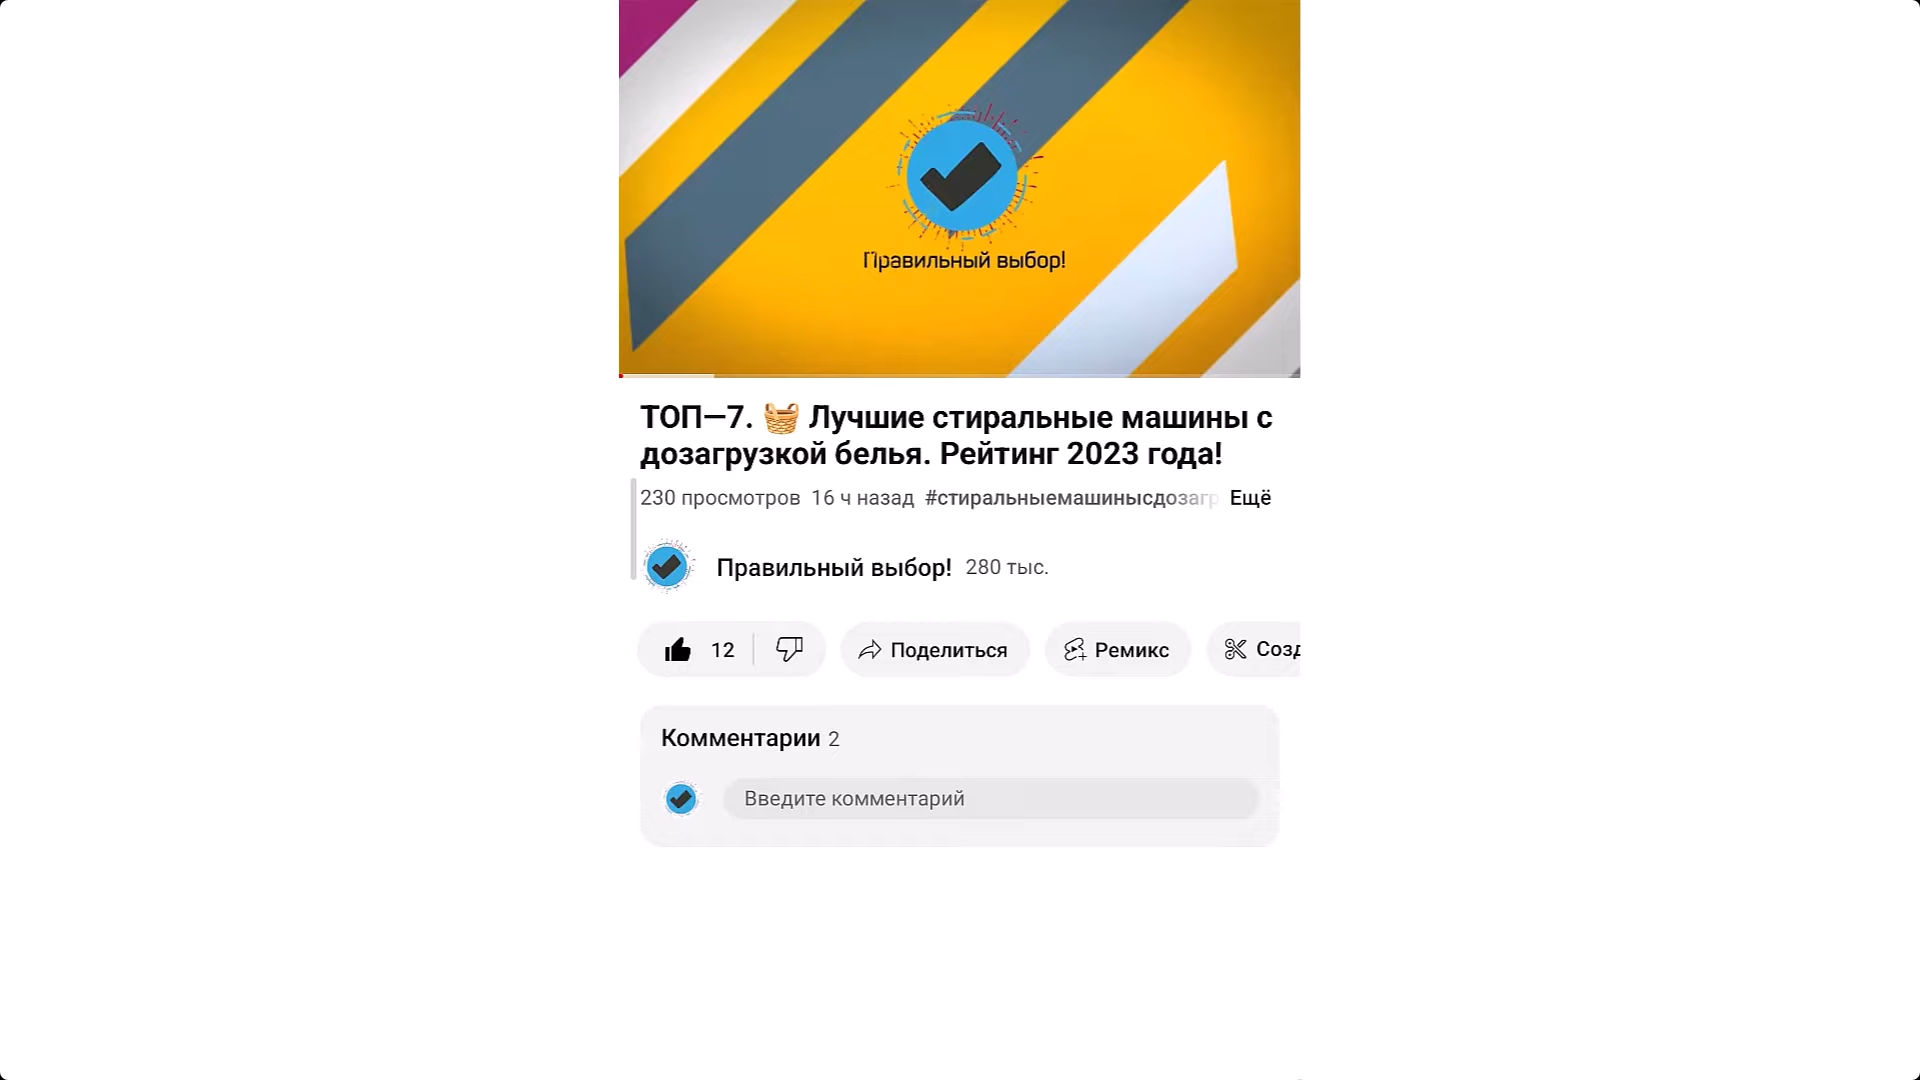 Правильный выбор!
ТОП—7. 🧺 Лучшие стиральные машины с
дозагрузкой белья. Рейтинг 2023 года!
230 просмотров 16 ч назад #стиральныемашинысдозагр Ещё
Правильный выбор! 280 тыс.
12 Поделиться Ремикс Созд
Комментарии 2
Введите комментарий